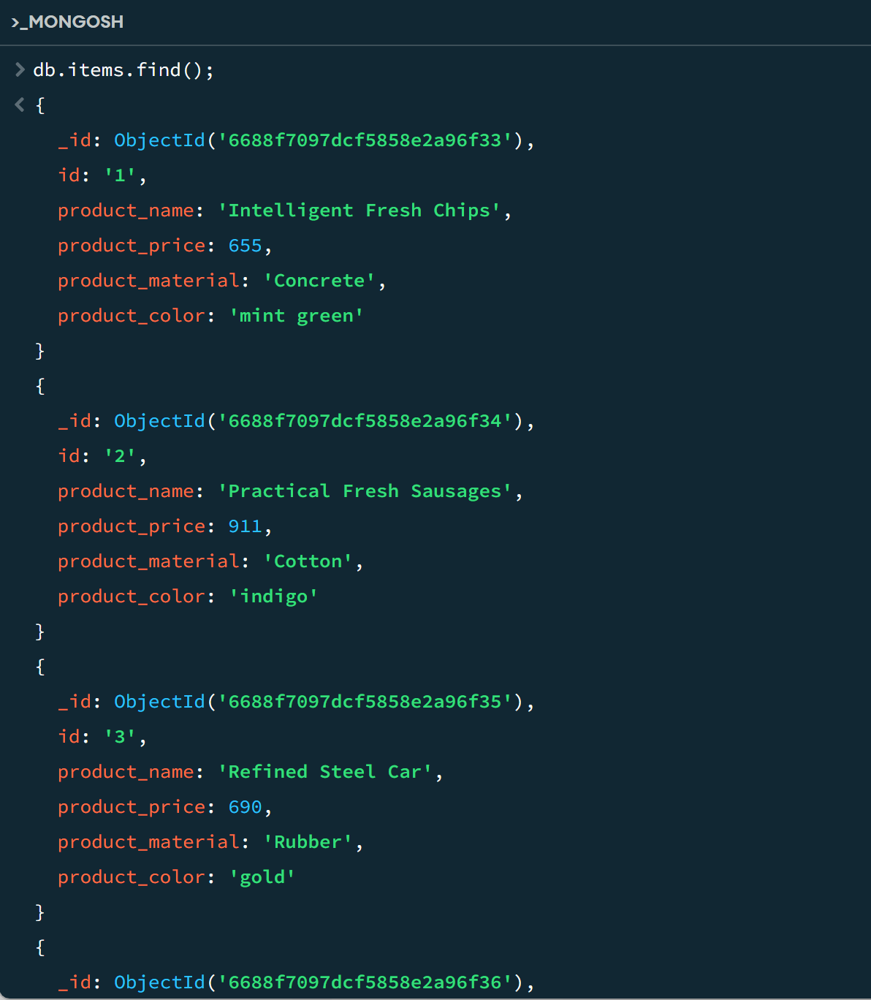 >_MONGOSH
> db.items.find();
< {
_id: ObjectId('6688f7097dcf5858e2a96f33'),
id: '1',
product_name: 'Intelligent Fresh Chips',
product_price: 655,
product_material: 'Concrete',
product_color: 'mint green'
}
{
_id: ObjectId('6688f7097dcf5858e2a96f34'),
id: '2',
product_name: 'Practical Fresh Sausages',
product_price: 911,
product_material: 'Cotton',
product_color: 'indigo'
}
{
_id: ObjectId('6688f7097dcf5858e2a96f35'),
id: '3',
product_name: 'Refined Steel Car',
product_price: 690,
product_material: 'Rubber',
product_color: 'gold'
}
{
_id: ObjectId('6688f7097dcf5858e2a96f36'),